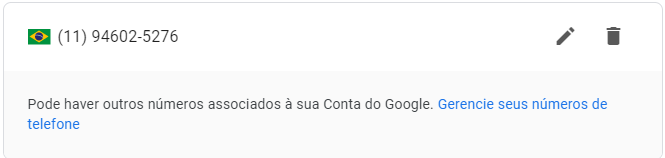 (11) 94602-5276
Pode haver outros números associados à sua Conta do Google. Gerencie seus números de
telefone